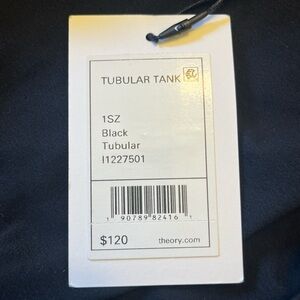 TUBULAR TANK
1SZ
Black
Tubular
I1227501
1 90789 82416 1
$120 theory.com